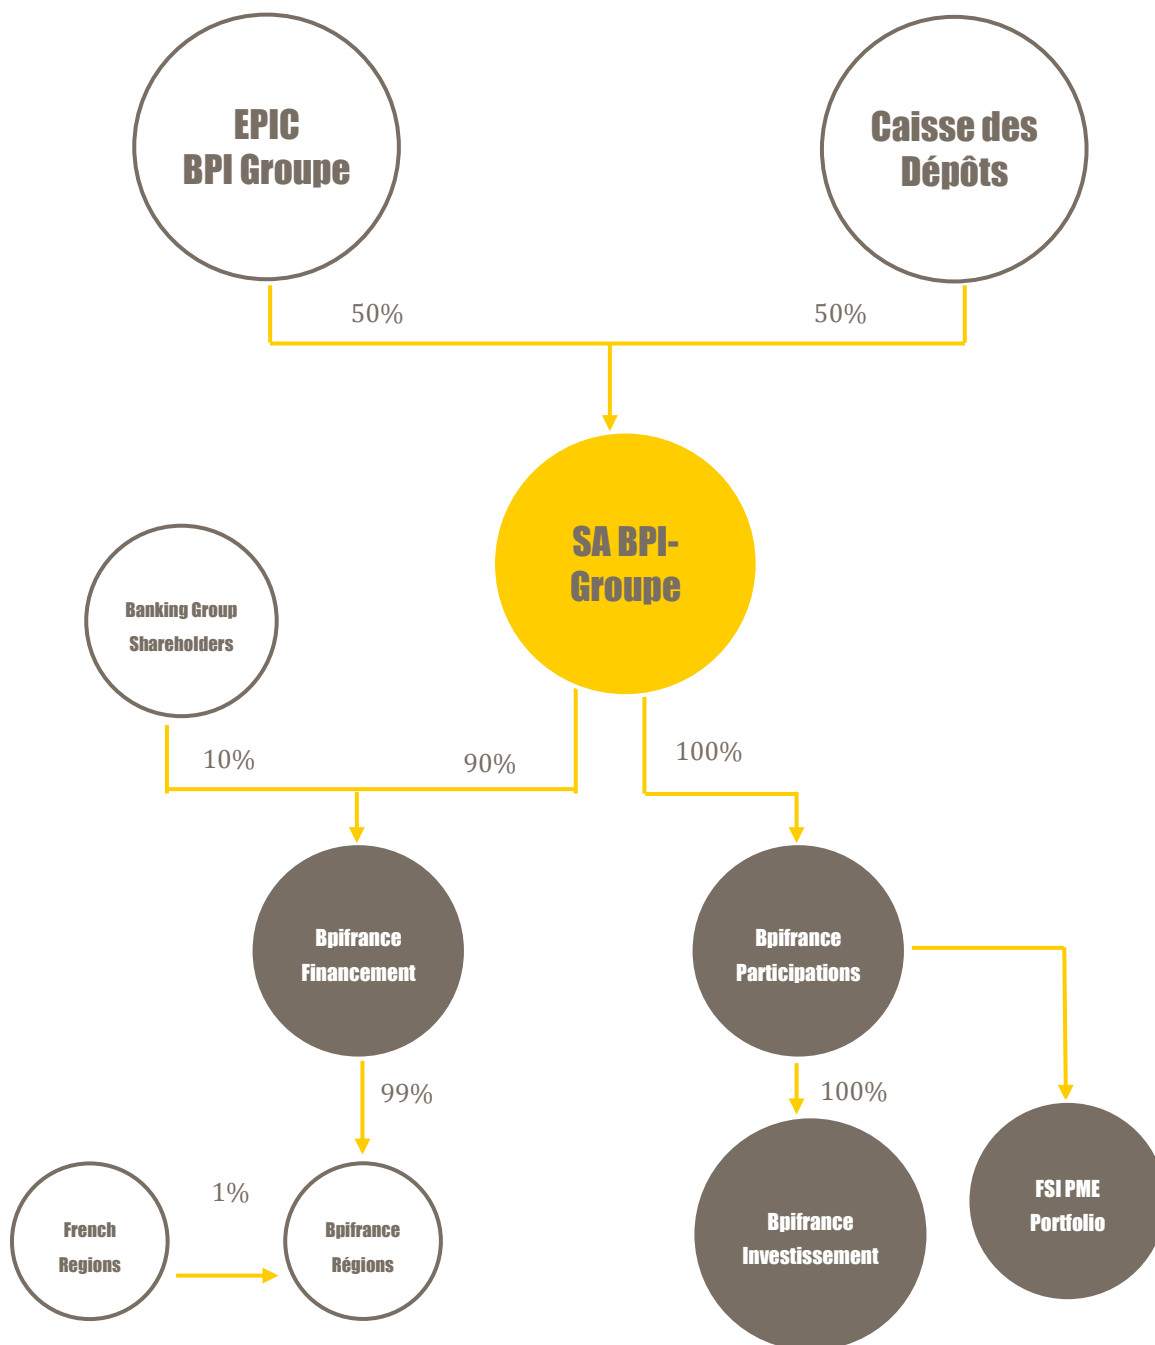 EPIC
BPI Groupe
Caisse des
Dépôts
50%
50%
SA BPI-
Groupe
Banking Group
Shareholders
10%
90%
100%
Bpifrance
Financement
Bpifrance
Participations
99%
100%
1%
French
Regions
Bpifrance
Régions
Bpifrance
Investissement
FSI PME
Portfolio